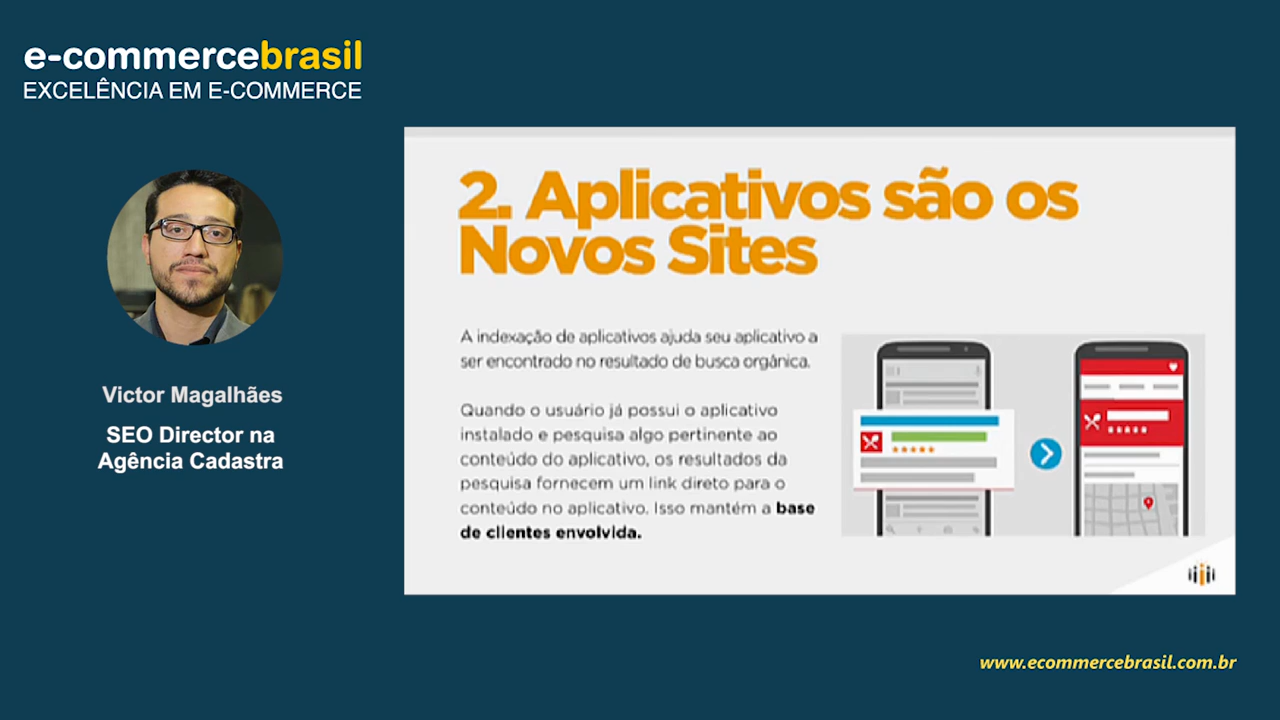 e-commercebrasil
EXCELÊNCIA EM E-COMMERCE
Victor Magalhães
SEO Director na
Agência Cadastra
2. Aplicativos são os
Novos Sites
A indexação de aplicativos ajuda seu aplicativo a
ser encontrado no resultado de busca orgânica.
Quando o usuário já possui o aplicativo
instalado e pesquisa algo pertinente ao
conteúdo do aplicativo, os resultados da
pesquisa fornecem um link direto para o
conteúdo no aplicativo. Isso mantém a base
de clientes envolvida.
www.ecommercebrasil.com.br